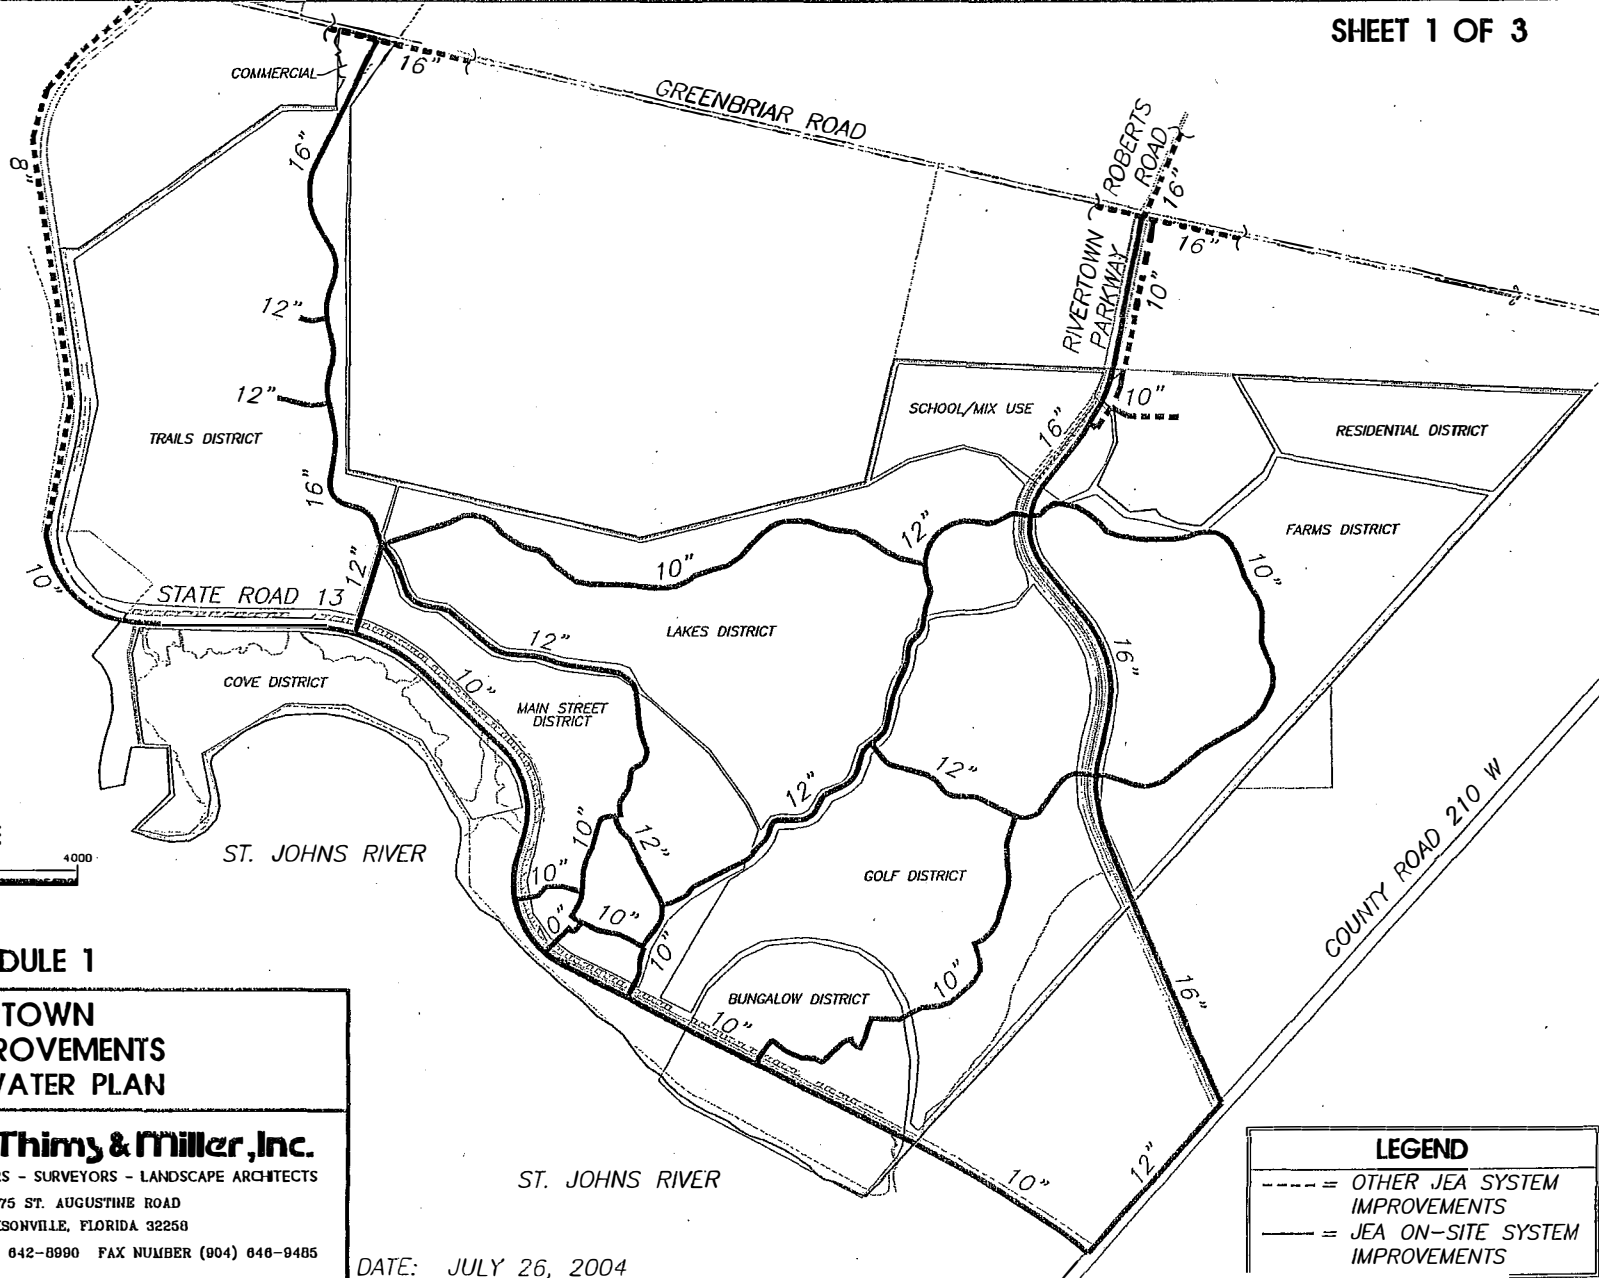 SHEET 1 OF 3
COMMERCIAL
16"
GREENBRIAR ROAD
ROBERTS
ROAD
16"
16"
16"
8"
RIVERTOWN
PARKWAY
10"
12"
12"
10"
SCHOOL/MIX USE
16"
RESIDENTIAL DISTRICT
TRAILS DISTRICT
16"
FARMS DISTRICT
12"
10"
10"
12"
10"
STATE ROAD 13
LAKES DISTRICT
12"
16"
COVE DISTRICT
10"
MAIN STREET
DISTRICT
12"
12"
COUNTY ROAD 210 W
10"
12"
ST. JOHNS RIVER
4000
10"
GOLF DISTRICT
10"
0"
10"
DULE 1
10"
16"
BUNGALOW DISTRICT
10"
TOWN
ROVEMENTS
WATER PLAN
Thimy & Miller, Inc.
RS - SURVEYORS - LANDSCAPE ARCHITECTS
75 ST. AUGUSTINE ROAD
SONVILLE, FLORIDA 32258
642-8990 FAX NUMBER (904) 646-9485
ST. JOHNS RIVER
10"
12"
LEGEND
= OTHER JEA SYSTEM
IMPROVEMENTS
= JEA ON-SITE SYSTEM
IMPROVEMENTS
DATE: JULY 26, 2004